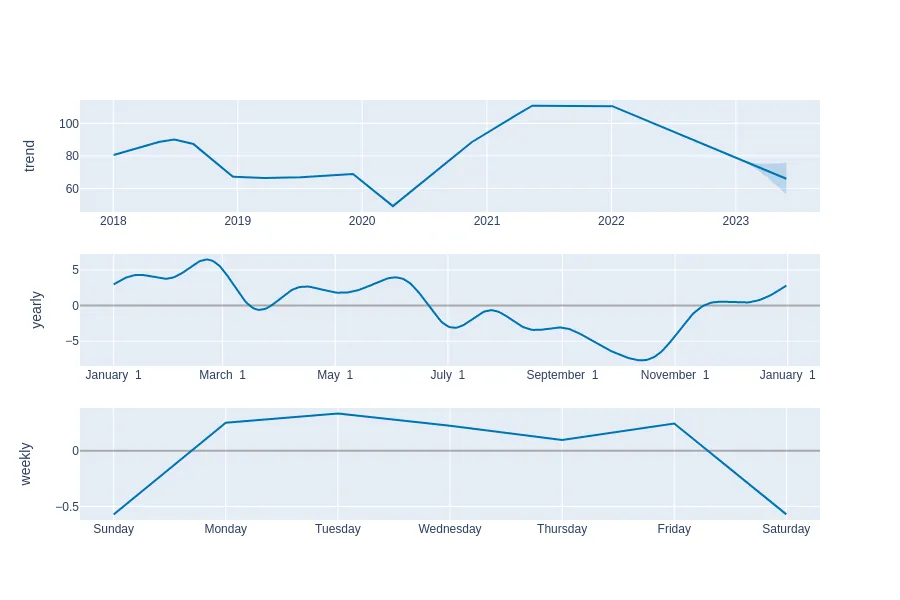 trend
100
80
60
2018 2019 2020 2021 2022 2023
yearly
5
0
−5
January 1 March 1 May 1 July 1 September 1 November 1 January 1
weekly
0
−0.5
Sunday Monday Tuesday Wednesday Thursday Friday Saturday